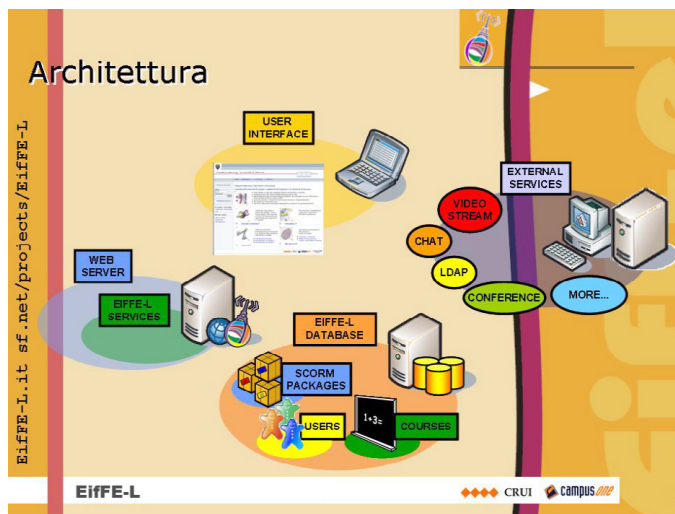 Architettura
USER
INTERFACE
EXTERNAL
SERVICES
VIDEO
STREAM
CHAT
LDAP
CONFERENCE
MORE...
WEB
SERVER
EIFFE-L
SERVICES
EIFFE-L
DATABASE
SCORM
PACKAGES
1+3=
USERS
COURSES
EifFE-L.it sf.net/projects/EifFE-L
EifFE-L
CRUI
campus one